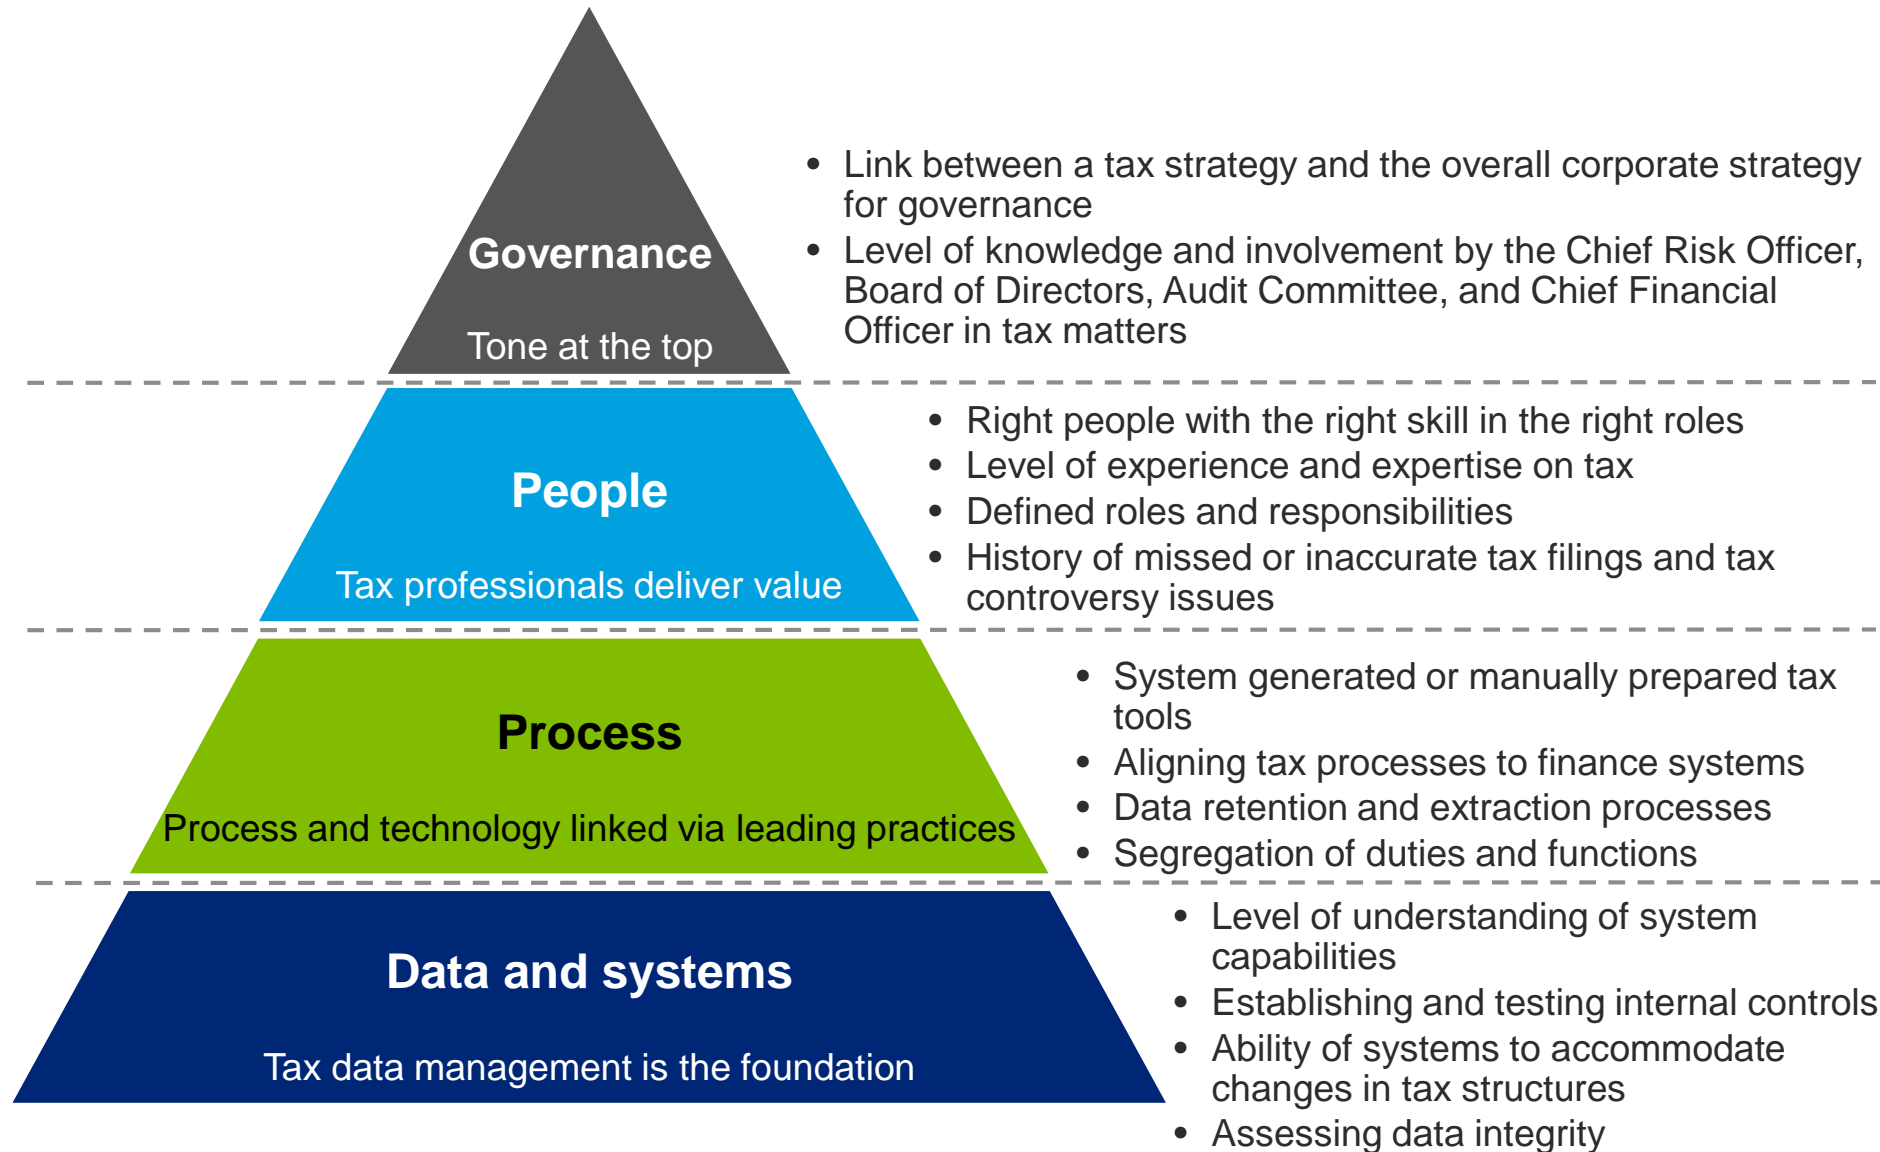 Governance
Tone at the top
• Link between a tax strategy and the overall corporate strategy
for governance
• Level of knowledge and involvement by the Chief Risk Officer,
Board of Directors, Audit Committee, and Chief Financial
Officer in tax matters
People
Tax professionals deliver value
• Right people with the right skill in the right roles
• Level of experience and expertise on tax
• Defined roles and responsibilities
• History of missed or inaccurate tax filings and tax
controversy issues
Process
Process and technology linked via leading practices
• System generated or manually prepared tax
tools
• Aligning tax processes to finance systems
• Data retention and extraction processes
• Segregation of duties and functions
Data and systems
Tax data management is the foundation
• Level of understanding of system
capabilities
• Establishing and testing internal controls
• Ability of systems to accommodate
changes in tax structures
• Assessing data integrity